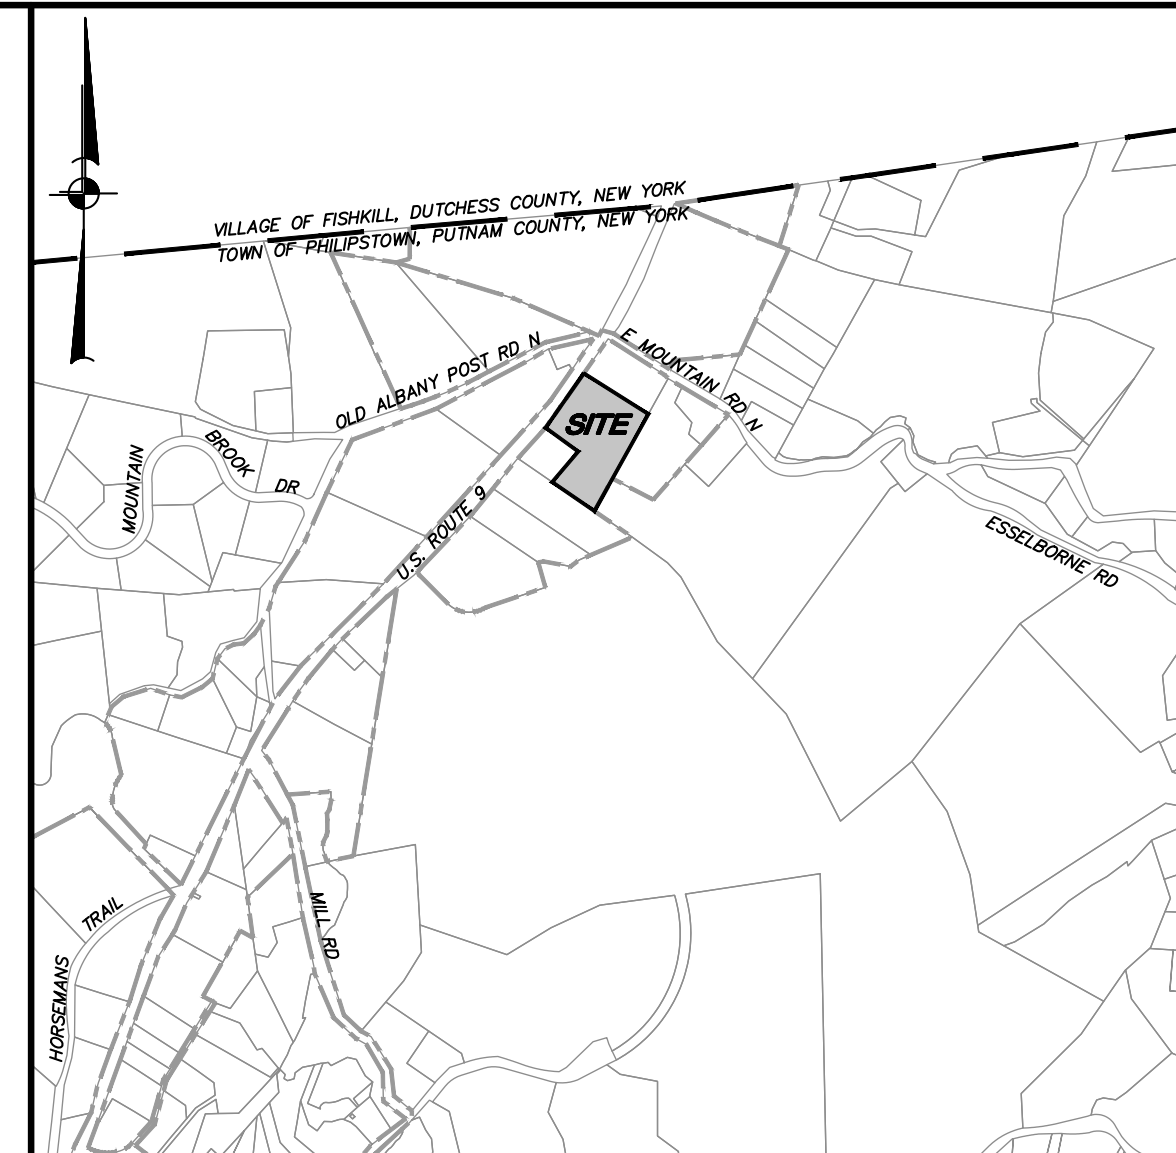 VILLAGE OF FISHKILL, DUTCHESS COUNTY, NEW YORK
TOWN OF PHILIPSTOWN, PUTNAM COUNTY, NEW YORK
E MOUNTAIN RD N
OLD ALBANY POST RD N
SITE
MOUNTAIN
BROOK
DR
U.S. ROUTE 9
ESSELBORNE RD
MILL RD
HORSEMANS
TRAIL